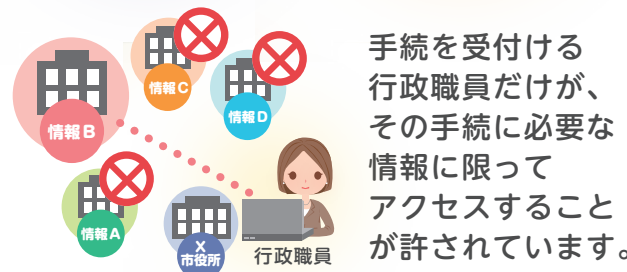 情報C
情報D
情報B
情報A
X
市役所
行政職員
手続を受付ける
行政職員だけが、
その手続に必要な
情報に限って
アクセスすること
が許されています。